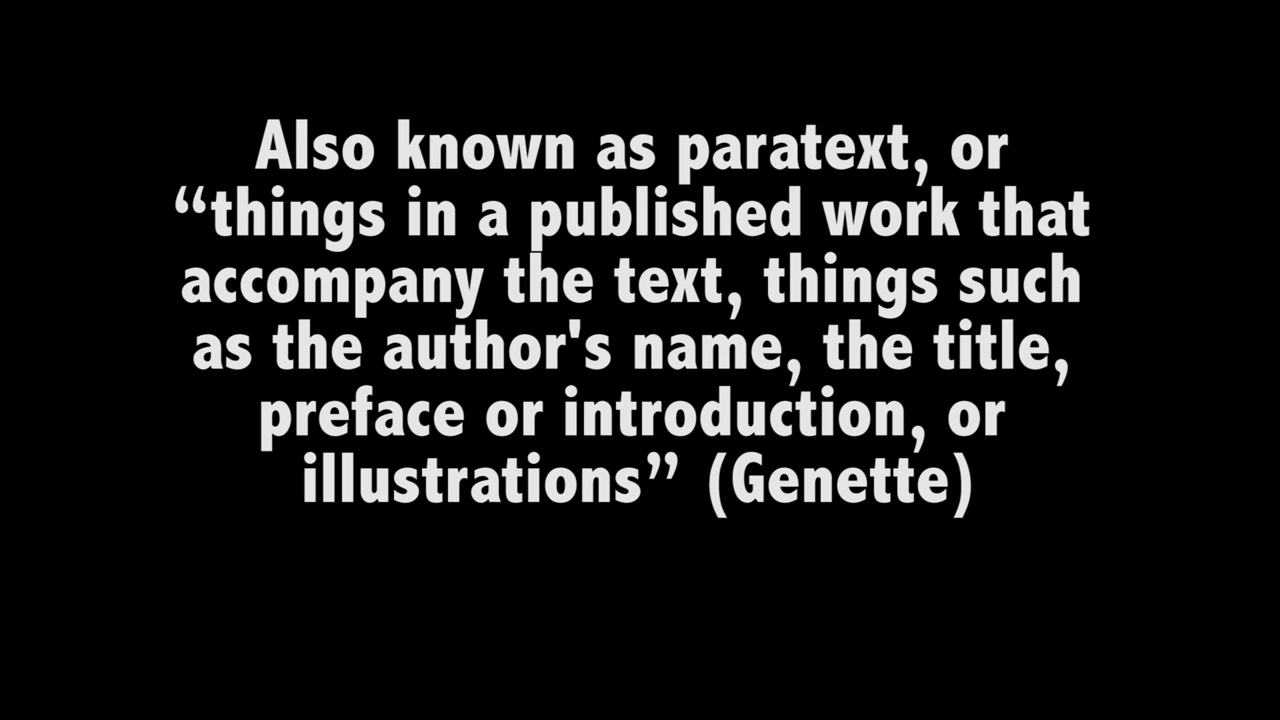 Also known as paratext, or
“things in a published work that
accompany the text, things such
as the author's name, the title,
preface or introduction, or
illustrations” (Genette)